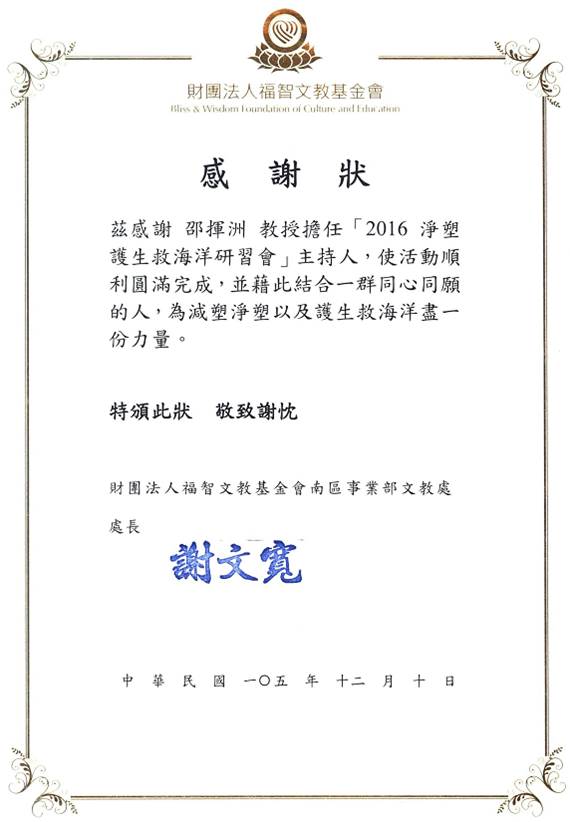 財團法人福智文教基金會
Bliss & Wisdom Foundation of Culture and Education
感謝狀
茲感謝 邵揮洲 教授擔任「2016 淨塑
護生救海洋研習會」主持人，使活動順
利圓滿完成，並藉此結合一群同心同願
的人，為減塑淨塑以及護生救海洋盡一
份力量。
特頒此狀 敬致謝忱
財團法人福智文教基金會南區事業部文教處
處長
謝文寬
中華民國一〇五年十二月十日